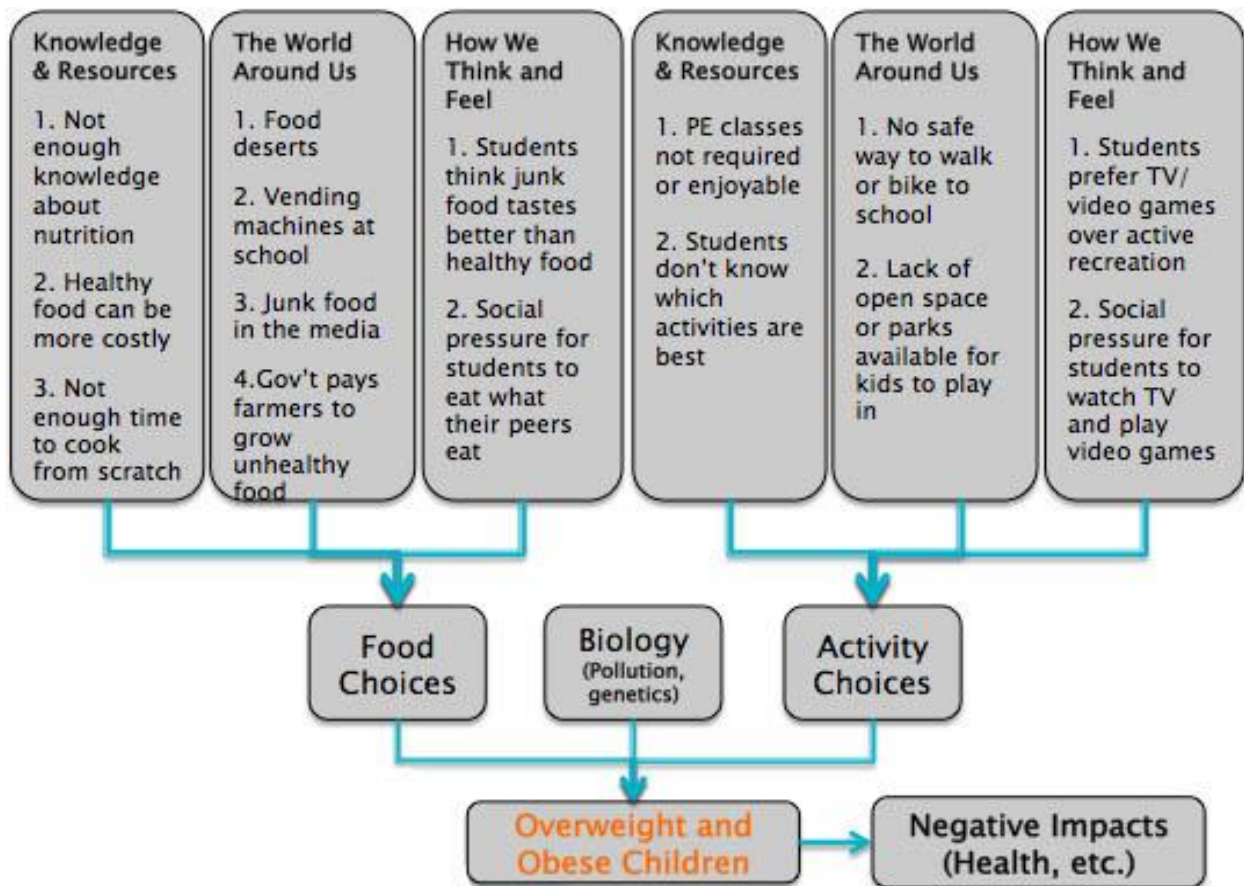 Knowledge
& Resources
1. Not
enough
knowledge
about
nutrition
2. Healthy
food can be
more costly
3. Not
enough time
to cook
from scratch
The World
Around Us
1. Food
deserts
2. Vending
machines at
school
3. Junk food
in the media
4.Gov't pays
farmers to
grow
unhealthy
food
How We
Think and
Feel
1. Students
think junk
food tastes
better than
healthy food
2. Social
pressure for
students to
eat what
their peers
eat
Knowledge
& Resources
1. PE classes
not required
or enjoyable
2. Students
don't know
which
activities are
best
The World
Around Us
1. No safe
way to walk
or bike to
school
2. Lack of
open space
or parks
available for
kids to play
in
How We
Think and
Feel
1. Students
prefer TV/
video games
over active
recreation
2. Social
pressure for
students to
watch TV
and play
video games
Food
Choices
Biology
(Pollution,
genetics)
Activity
Choices
Overweight and
Obese Children
Negative Impacts
(Health, etc.)